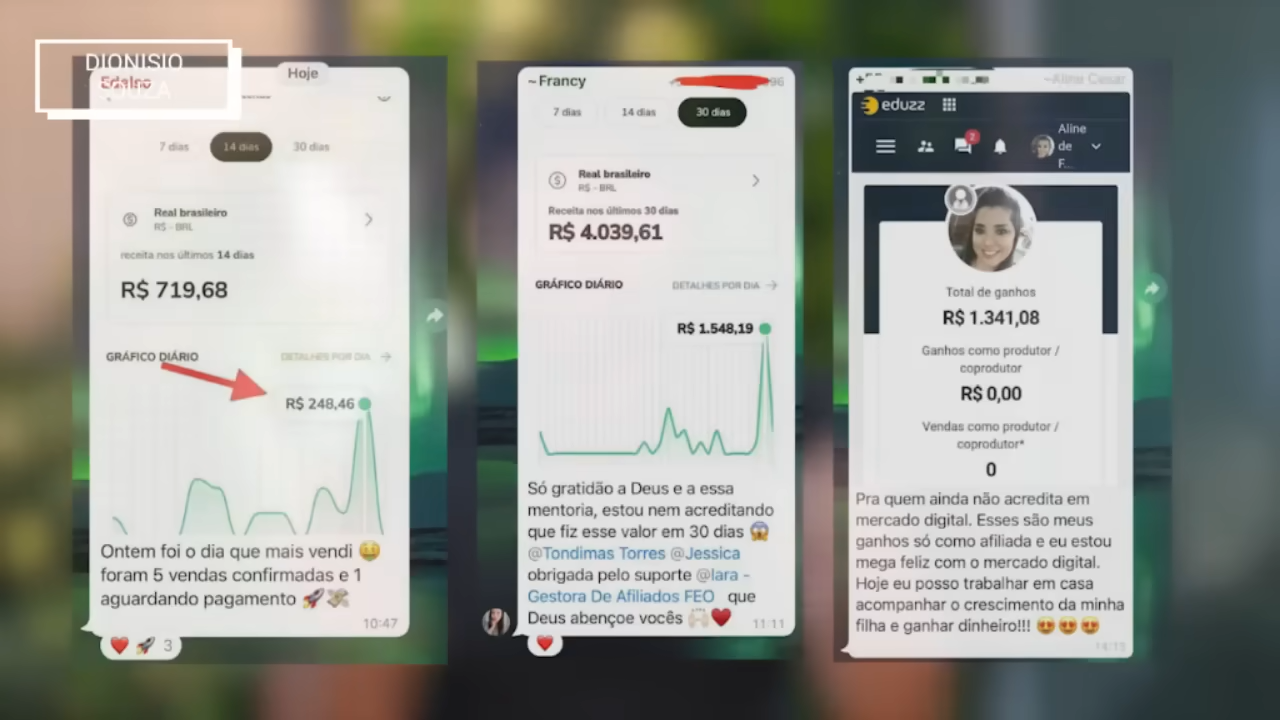 DIONISIO
SOUZA
Edalco
Hoje
7 dias
14 dias
30 dias
Real brasileiro
R$ - BRL
receita nos últimos 14 dias
R$ 719,68
GRÁFICO DIÁRIO
DETALHES POR DIA
R$ 248,46
Ontem foi o dia que mais vendi 🤑
foram 5 vendas confirmadas e 1
aguardando pagamento 🚀💸
10:47
❤️ 🚀 3
~Francy
96
7 dias
14 dias
30 dias
Real brasileiro
R$ - BRL
Receita nos últimos 30 dias
R$ 4.039,61
GRÁFICO DIÁRIO
DETALHES POR DIA
R$ 1.548,19
Só gratidão a Deus e a essa
mentoria, estou nem acreditando
que fiz esse valor em 30 dias 😱
@Tondimas Torres @Jessica
obrigada pelo suporte @Iara -
Gestora De Afiliados FEO que
Deus abençoe vocês 🙌🏻❤️
11:11
~Aline Cesar
eduzz
2
Aline
de
F...
Total de ganhos
R$ 1.341,08
Ganhos como produtor /
coprodutor
R$ 0,00
Vendas como produtor /
coprodutor*
0
Pra quem ainda não acredita em
mercado digital. Esses são meus
ganhos só como afiliada e eu estou
mega feliz com o mercado digital.
Hoje eu posso trabalhar em casa
acompanhar o crescimento da minha
filha e ganhar dinheiro!!! 😍😍😍
14:13